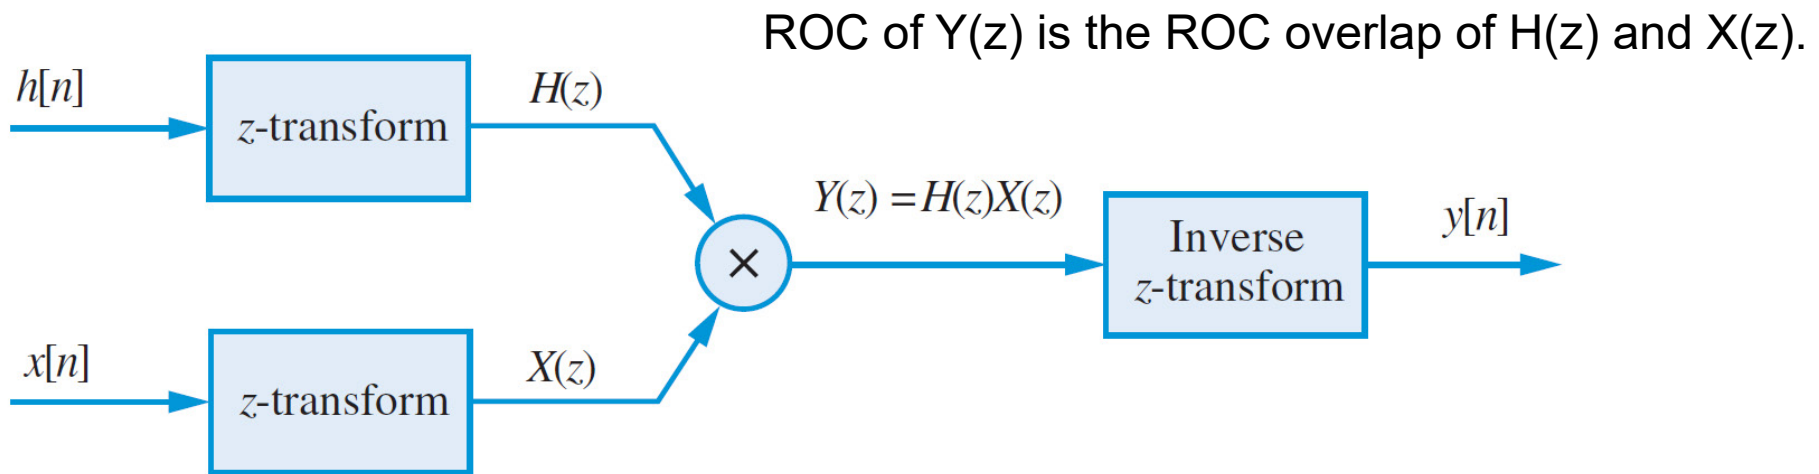 ROC of Y(z) is the ROC overlap of H(z) and X(z).
h[n]
z-transform
H(z)
Y(z) = H(z)X(z)
×
Inverse
z-transform
y[n]
x[n]
z-transform
X(z)